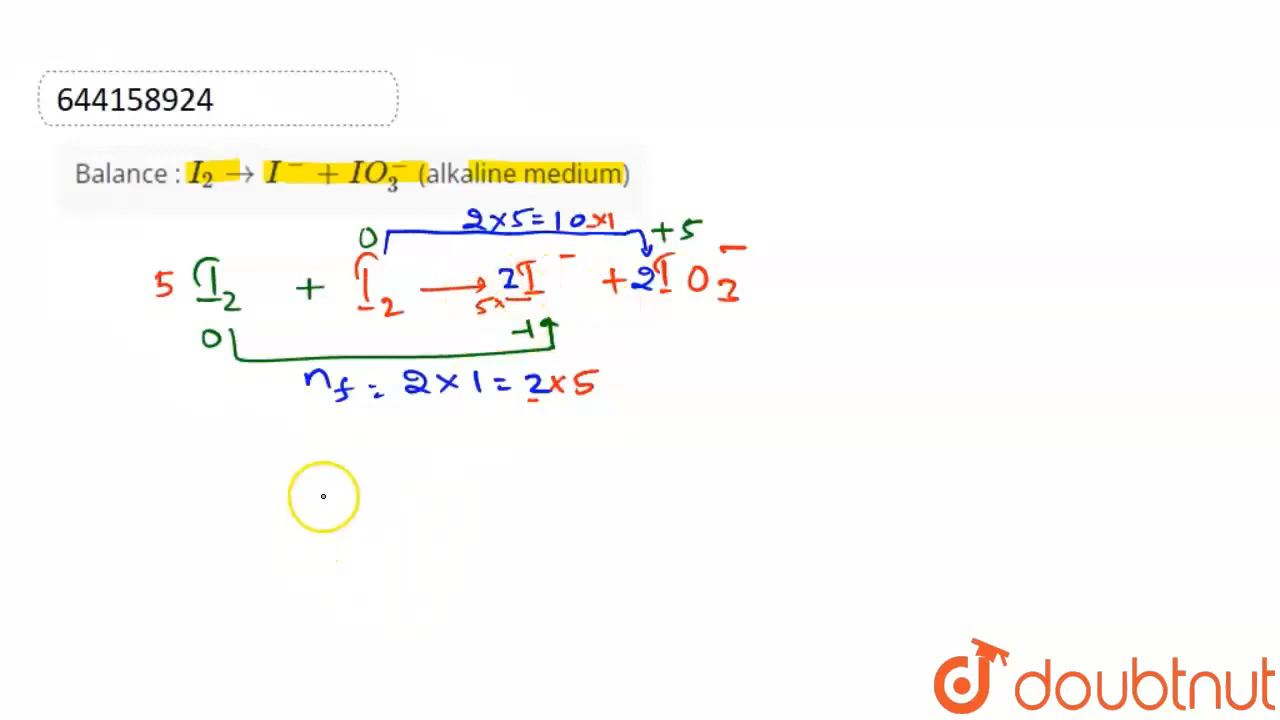 644158924
Balance : I₂ → I⁻ + IO₃⁻ (alkaline medium)
0 2×5=10×1 +5
5 I₂ + I₂ → 5× 2I⁻ + 2IO₃⁻
0 -1
nf = 2×1=2×5
doubtnut